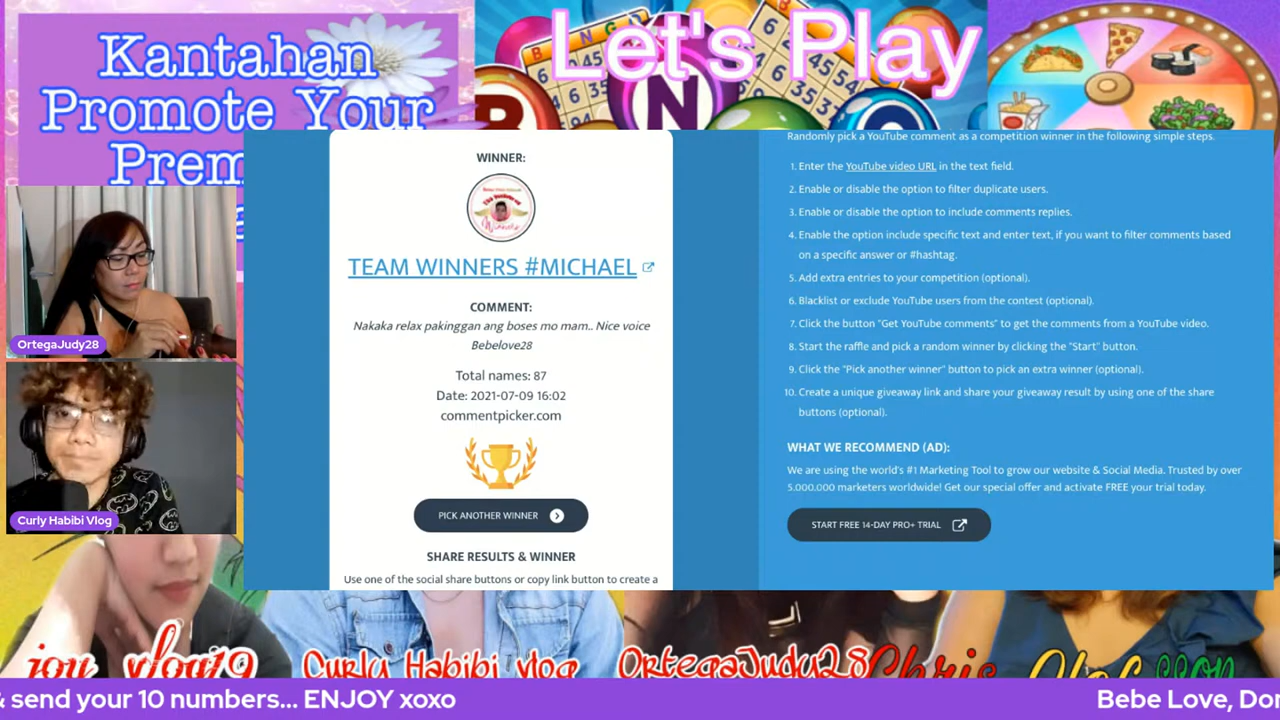 Kantahan
Promote Your
Prem
Let's Play
BINGO
N
WINNER:
TEAM WINNERS #MICHAEL
COMMENT:
Nakaka relax pakinggan ang boses mo mam.. Nice voice
Bebelove28
Total names: 87
Date: 2021-07-09 16:02
commentpicker.com
PICK ANOTHER WINNER
SHARE RESULTS & WINNER
Use one of the social share buttons or copy link button to create a
Randomly pick a YouTube comment as a competition winner in the following simple steps.
1. Enter the YouTube video URL in the text field.
2. Enable or disable the option to filter duplicate users.
3. Enable or disable the option to include comments replies.
4. Enable the option include specific text and enter text, if you want to filter comments based
on a specific answer or #hashtag.
5. Add extra entries to your competition (optional).
6. Blacklist or exclude YouTube users from the contest (optional).
7. Click the button "Get YouTube comments" to get the comments from a YouTube video.
8. Start the raffle and pick a random winner by clicking the "Start" button.
9. Click the "Pick another winner" button to pick an extra winner (optional).
10. Create a unique giveaway link and share your giveaway result by using one of the share
buttons (optional).
WHAT WE RECOMMEND (AD):
We are using the world's #1 Marketing Tool to grow our website & Social Media. Trusted by over
5.000.000 marketers worldwide! Get our special offer and activate FREE your trial today.
START FREE 14-DAY PRO+ TRIAL
OrtegaJudy28
Curly Habibi Vlog
joy vlog19
Curly Habibi vlog
OrtegaJudy28
Chris
& send your 10 numbers... ENJOY xoxo
Bebe Love, Don